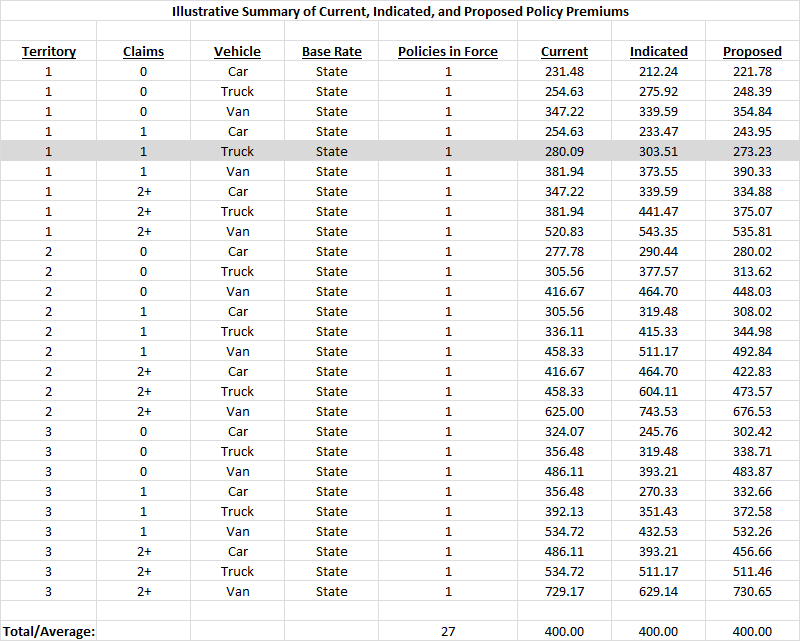 Illustrative Summary of Current, Indicated, and Proposed Policy Premiums
Territory Claims Vehicle Base Rate Policies in Force Current Indicated Proposed
1 0 Car State 1 231.48 212.24 221.78
1 0 Truck State 1 254.63 275.92 248.39
1 0 Van State 1 347.22 339.59 354.84
1 1 Car State 1 254.63 233.47 243.95
1 1 Truck State 1 280.09 303.51 273.23
1 1 Van State 1 381.94 373.55 390.33
1 2+ Car State 1 347.22 339.59 334.88
1 2+ Truck State 1 381.94 441.47 375.07
1 2+ Van State 1 520.83 543.35 535.81
2 0 Car State 1 277.78 290.44 280.02
2 0 Truck State 1 305.56 377.57 313.62
2 0 Van State 1 416.67 464.70 448.03
2 1 Car State 1 305.56 319.48 308.02
2 1 Truck State 1 336.11 415.33 344.98
2 1 Van State 1 458.33 511.17 492.84
2 2+ Car State 1 416.67 464.70 422.83
2 2+ Truck State 1 458.33 604.11 473.57
2 2+ Van State 1 625.00 743.53 676.53
3 0 Car State 1 324.07 245.76 302.42
3 0 Truck State 1 356.48 319.48 338.71
3 0 Van State 1 486.11 393.21 483.87
3 1 Car State 1 356.48 270.33 332.66
3 1 Truck State 1 392.13 351.43 372.58
3 1 Van State 1 534.72 432.53 532.26
3 2+ Car State 1 486.11 393.21 456.66
3 2+ Truck State 1 534.72 511.17 511.46
3 2+ Van State 1 729.17 629.14 730.65
Total/Average: 27 400.00 400.00 400.00